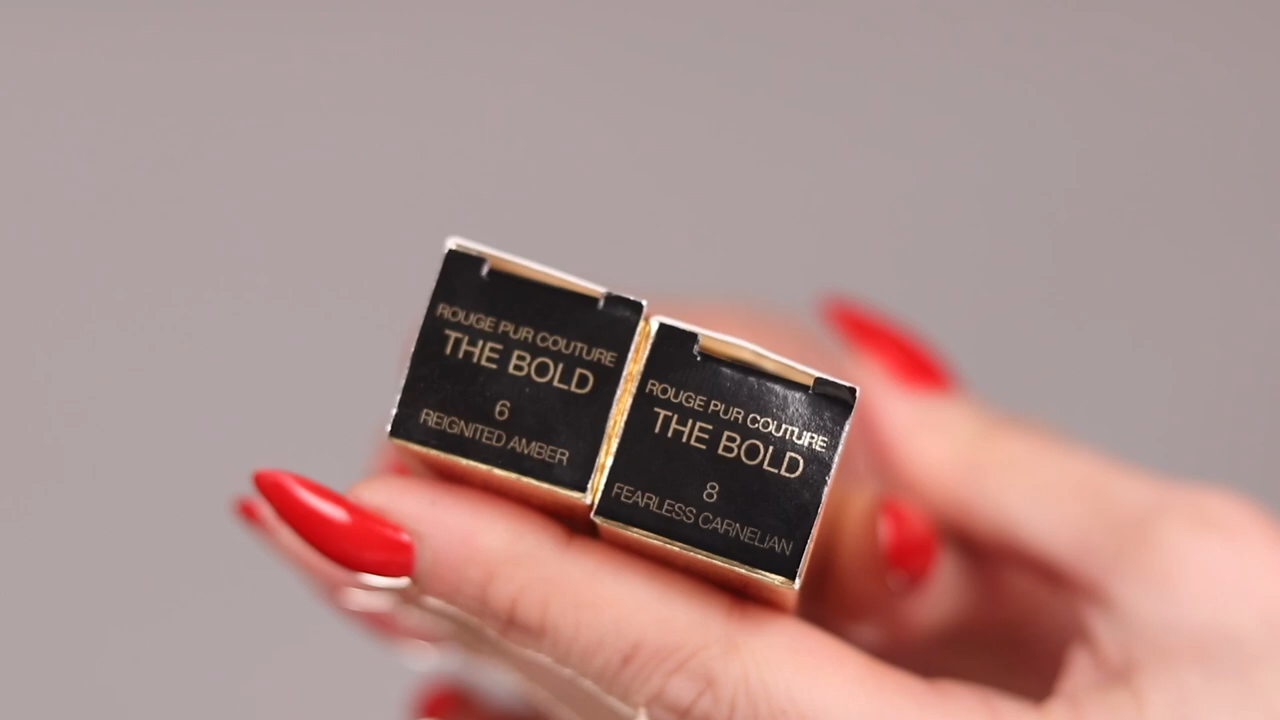 ROUGE PUR COUTURE
THE BOLD
6
REIGNITED AMBER
ROUGE PUR COUTURE
THE BOLD
8
FEARLESS CARNELIAN